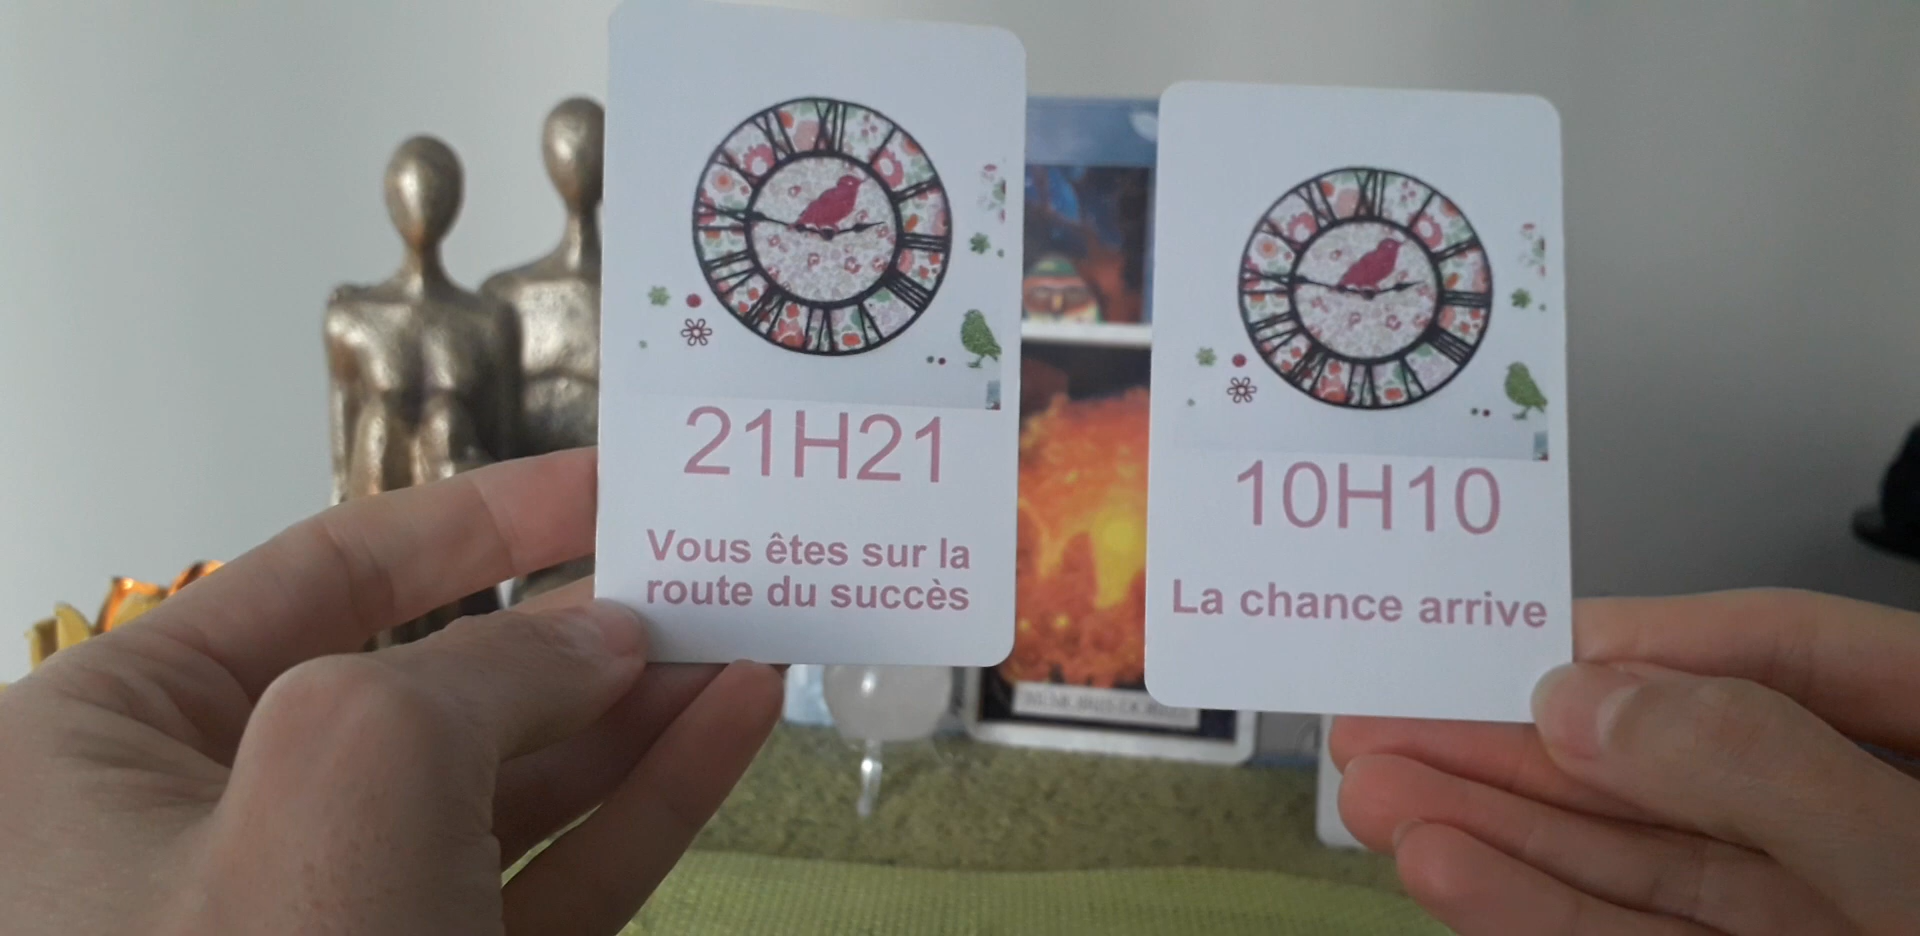 21H21
Vous êtes sur la
route du succès
10H10
La chance arrive